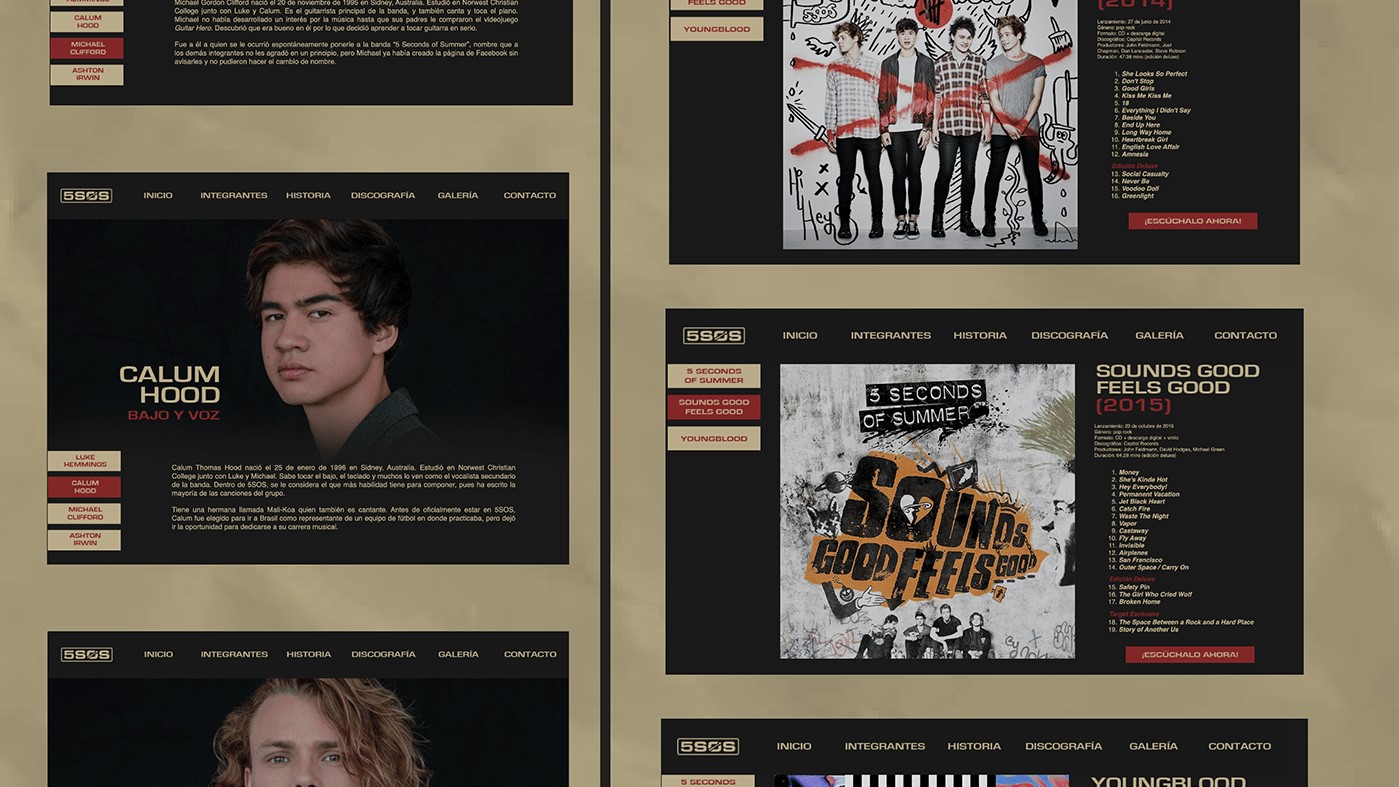 Michael Gordon Clifford nació el 20 de noviembre de 1995 en Sidney, Australia. Estudió en Norwest Christian
College junto con Luke y Calum. Es el guitarrista principal de la banda, y también canta y toca el piano.
Michael no había desarrollado un interés por la música hasta que sus padres le compraron el videojuego
Guitar Hero. Descubrió que era bueno en él por lo que decidió aprender a tocar guitarra en serio.
Fue a él a quien se le ocurrió espontáneamente ponerle a la banda "5 Seconds of Summer", nombre que a
los demás integrantes no les agradó en un principio, pero Michael ya había creado la página de Facebook sin
avisarles y no pudieron hacer el cambio de nombre.
HEMMINGS
CALUM
HOOD
MICHAEL
CLIFFORD
ASHTON
IRWIN
5SOS
INICIO
INTEGRANTES
HISTORIA
DISCOGRAFÍA
GALERÍA
CONTACTO
CALUM
HOOD
BAJO Y VOZ
LUKE
HEMMINGS
CALUM
HOOD
MICHAEL
CLIFFORD
ASHTON
IRWIN
Calum Thomas Hood nació el 25 de enero de 1996 en Sidney, Australia. Estudió en Norwest Christian
College junto con Luke y Michael. Sabe tocar el bajo, el teclado y muchos lo ven como el vocalista secundario
de la banda. Dentro de 5SOS, se le considera el que más habilidad tiene para componer, pues ha escrito la
mayoría de las canciones del grupo.
Tiene una hermana llamada Mali-Koa quien también es cantante. Antes de oficialmente estar en 5SOS,
Calum fue elegido para ir a Brasil como representante de un equipo de fútbol en donde practicaba, pero dejó
ir la oportunidad para dedicarse a su carrera musical.
5SOS
INICIO
INTEGRANTES
HISTORIA
DISCOGRAFÍA
GALERÍA
CONTACTO
FEELS GOOD
YOUNGBLOOD
Hi
Hey
(2014)
Lanzamiento: 27 de junio de 2014
Género: pop rock
Formato: CD + descarga digital
Discográfica: Capitol Records
Productores: John Feldmann, Joel
Chapman, Dan Lancaster, Steve Robson
Duración: 47:38 mins (edición deluxe)
1. She Looks So Perfect
2. Don't Stop
3. Good Girls
4. Kiss Me Kiss Me
5. 18
6. Everything I Didn't Say
7. Beside You
8. End Up Here
9. Long Way Home
10. Heartbreak Girl
11. English Love Affair
12. Amnesia
Edición Deluxe
13. Social Casualty
14. Never Be
15. Voodoo Doll
16. Greenlight
¡ESCÚCHALO AHORA!
5SOS
INICIO
INTEGRANTES
HISTORIA
DISCOGRAFÍA
GALERÍA
CONTACTO
5 SECONDS
OF SUMMER
SOUNDS GOOD
FEELS GOOD
YOUNGBLOOD
5 SECONDS
OF SUMMER
SOUNDS
GOOD FEELS GOOD
SOUNDS GOOD
FEELS GOOD
(2015)
Lanzamiento: 23 de octubre de 2015
Género: pop rock
Formato: CD + descarga digital + vinilo
Discográfica: Capitol Records
Productores: John Feldmann, David Hodges, Michael Green
Duración: 64:28 mins (edición deluxe)
1. Money
2. She's Kinda Hot
3. Hey Everybody!
4. Permanent Vacation
5. Jet Black Heart
6. Catch Fire
7. Waste The Night
8. Vapor
9. Castaway
10. Fly Away
11. Invisible
12. Airplanes
13. San Francisco
14. Outer Space / Carry On
Edición Deluxe
15. Safety Pin
16. The Girl Who Cried Wolf
17. Broken Home
Target Exclusive
18. The Space Between a Rock and a Hard Place
19. Story of Another Us
¡ESCÚCHALO AHORA!
5SOS
INICIO
INTEGRANTES
HISTORIA
DISCOGRAFÍA
GALERÍA
CONTACTO
5 SECONDS
YOUNGBLOOD